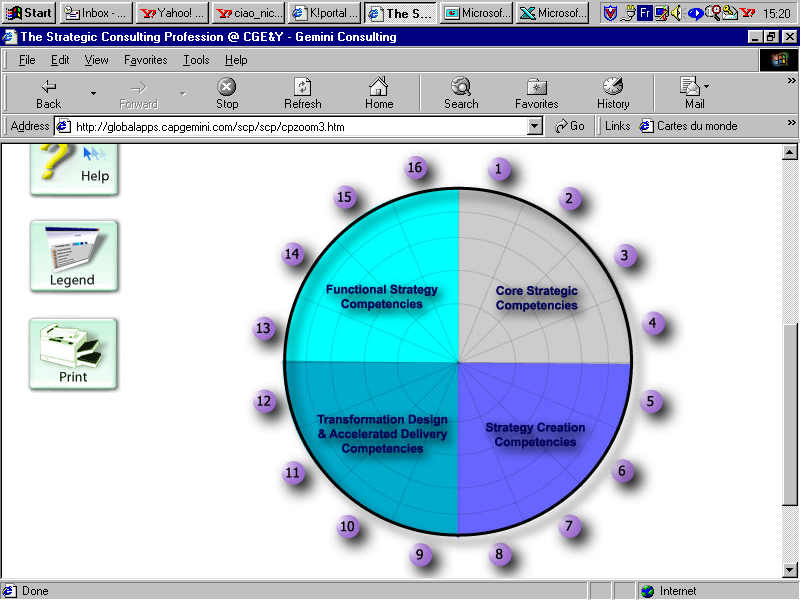 Start
Inbox - ...
Yahoo! ...
ciao_nic...
K!portal ...
The S...
Microsof...
Microsof...
Fr
15:20
The Strategic Consulting Profession @ CGE&Y - Gemini Consulting
File Edit View Favorites Tools Help
Back
Forward
Stop
Refresh
Home
Search
Favorites
History
Mail
Address http://globalapps.capgemini.com/scp/scp/cpzoom3.htm Go Links Cartes du monde
Help
Legend
Print
16
1
15
2
14
3
13
4
12
5
11
6
10
7
9
8
Functional Strategy
Competencies
Core Strategic
Competencies
Transformation Design
& Accelerated Delivery
Competencies
Strategy Creation
Competencies
Done
Internet